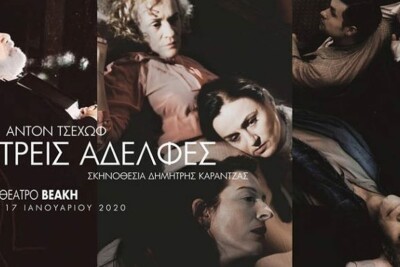 ΑΝΤΟΝ ΤΣΕΧΩΦ
ΤΡΕΙΣ ΑΔΕΛΦΕΣ
ΣΚΗΝΟΘΕΣΙΑ ΔΗΜΗΤΡΗΣ ΚΑΡΑΝΤΖΑΣ
ΘΕΑΤΡΟ ΒΕΑΚΗ
17 ΙΑΝΟΥΑΡΙΟΥ 2020